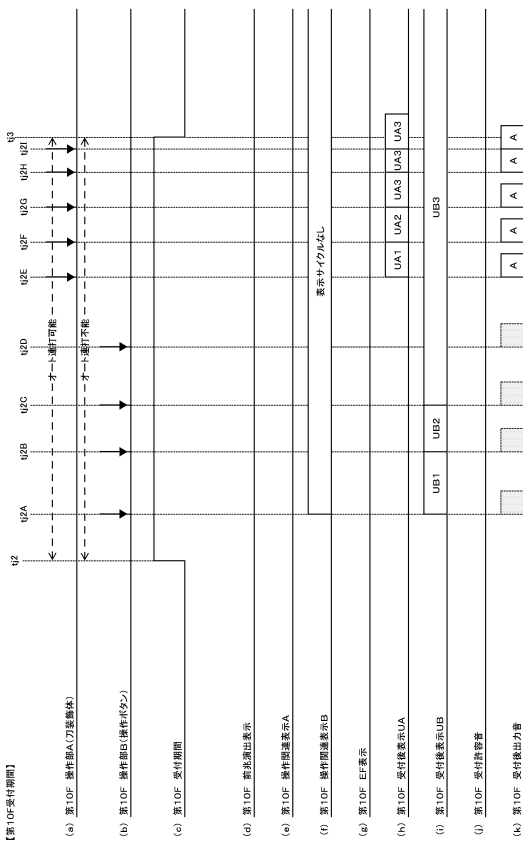 【第10F受付期間】
tj2
tj2A
tj2B
tj2C
tj2D
tj2E
tj2F
tj2G
tj2H
tj2I
tj3
オート連打可能
オート連打不能
(a) 第10F 操作部A(刀装飾体)
(b) 第10F 操作部B(操作ボタン)
(c) 第10F 受付期間
(d) 第10F 前兆演出表示
(e) 第10F 操作関連表示A
(f) 第10F 操作関連表示B
表示サイクルなし
(g) 第10F EF表示
(h) 第10F 受付後表示UA
UA1
UA2
UA3
UA3
UA3
(i) 第10F 受付後表示UB
UB1
UB2
UB3
(j) 第10F 受付許容音
(k) 第10F 受付後出力音
A
A
A
A
A